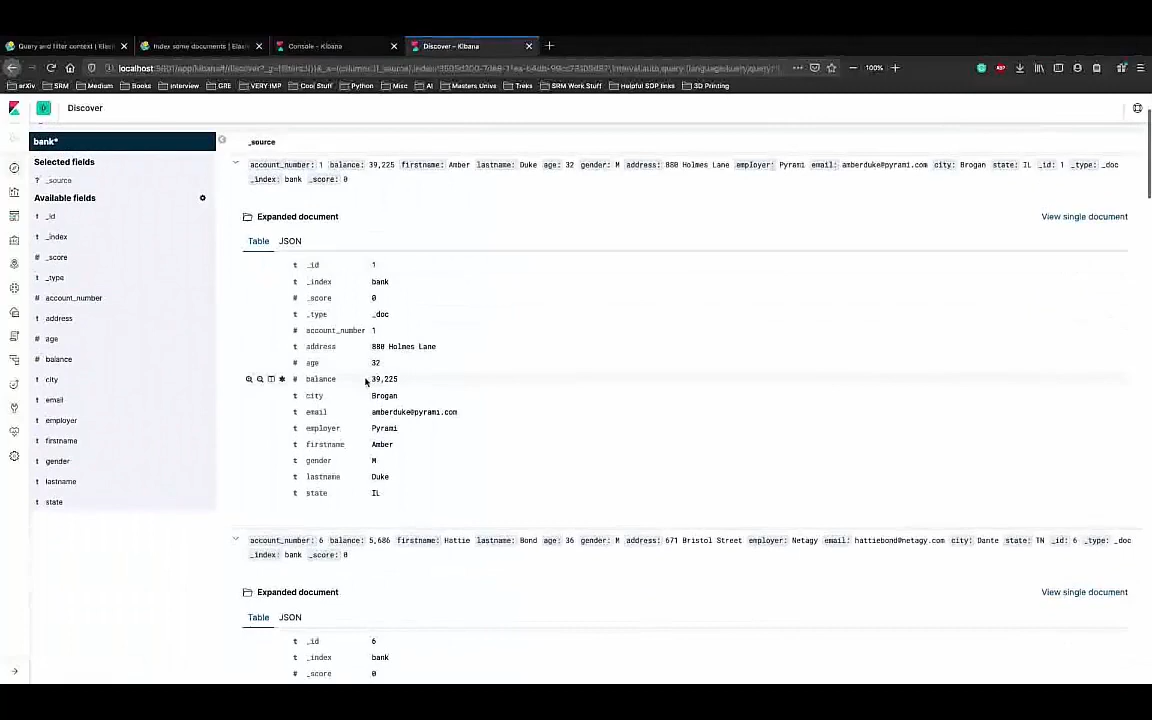 Query and filter context | Elasti
Index some documents | Elasti
Console - Kibana
Discover - Kibana
100%
arXiv SRM Medium Books interview GRE VERY IMP Cool Stuff Python Misc AI Masters Univs Treks SRM Work Stuff Helpful SOP links 3D Printing
Discover
bank*
Selected fields
? _source
Available fields
t _id
t _index
# _score
t _type
# account_number
t address
# age
# balance
t city
t email
t employer
t firstname
t gender
t lastname
t state
_source
account_number: 1 balance: 39,225 firstname: Amber lastname: Duke age: 32 gender: M address: 880 Holmes Lane employer: Pyrami email: amberduke@pyrami.com city: Brogan state: IL _id: 1 _type: _doc
_index: bank _score: 0
Expanded document
View single document
Table JSON
t _id 1
t _index bank
# _score 0
t _type _doc
# account_number 1
t address 880 Holmes Lane
# age 32
# balance 39,225
t city Brogan
t email amberduke@pyrami.com
t employer Pyrami
t firstname Amber
t gender M
t lastname Duke
t state IL
account_number: 6 balance: 5,686 firstname: Hattie lastname: Bond age: 36 gender: M address: 671 Bristol Street employer: Netagy email: hattiebond@netagy.com city: Dante state: TN _id: 6 _type: _doc
_index: bank _score: 0
Expanded document
View single document
Table JSON
t _id 6
t _index bank
# _score 0